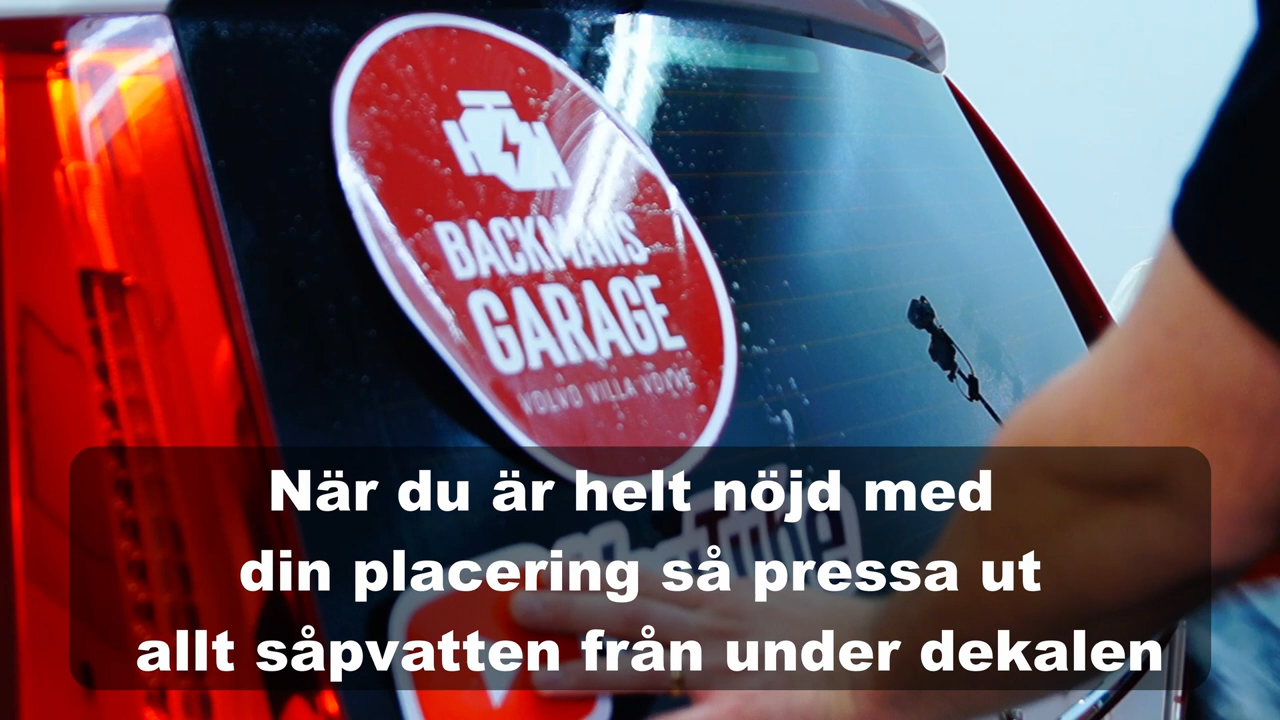 BACKMANS
GARAGE
VOLVO VILLA VOVVE
YouTube
När du är helt nöjd med
din placering så pressa ut
allt såpvatten från under dekalen